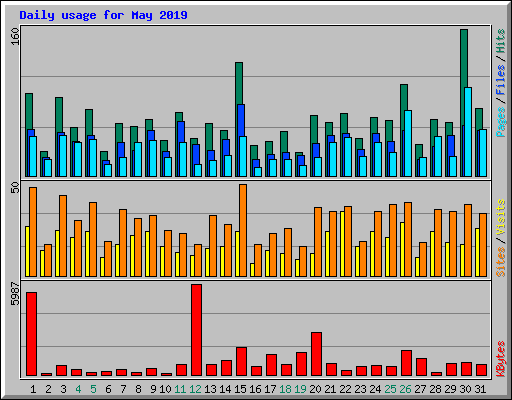 Daily usage for May 2019
160
Pages / Files / Hits
50
Sites / Visits
5987
KBytes
1 2 3 4 5 6 7 8 9 10 11 12 13 14 15 16 17 18 19 20 21 22 23 24 25 26 27 28 29 30 31